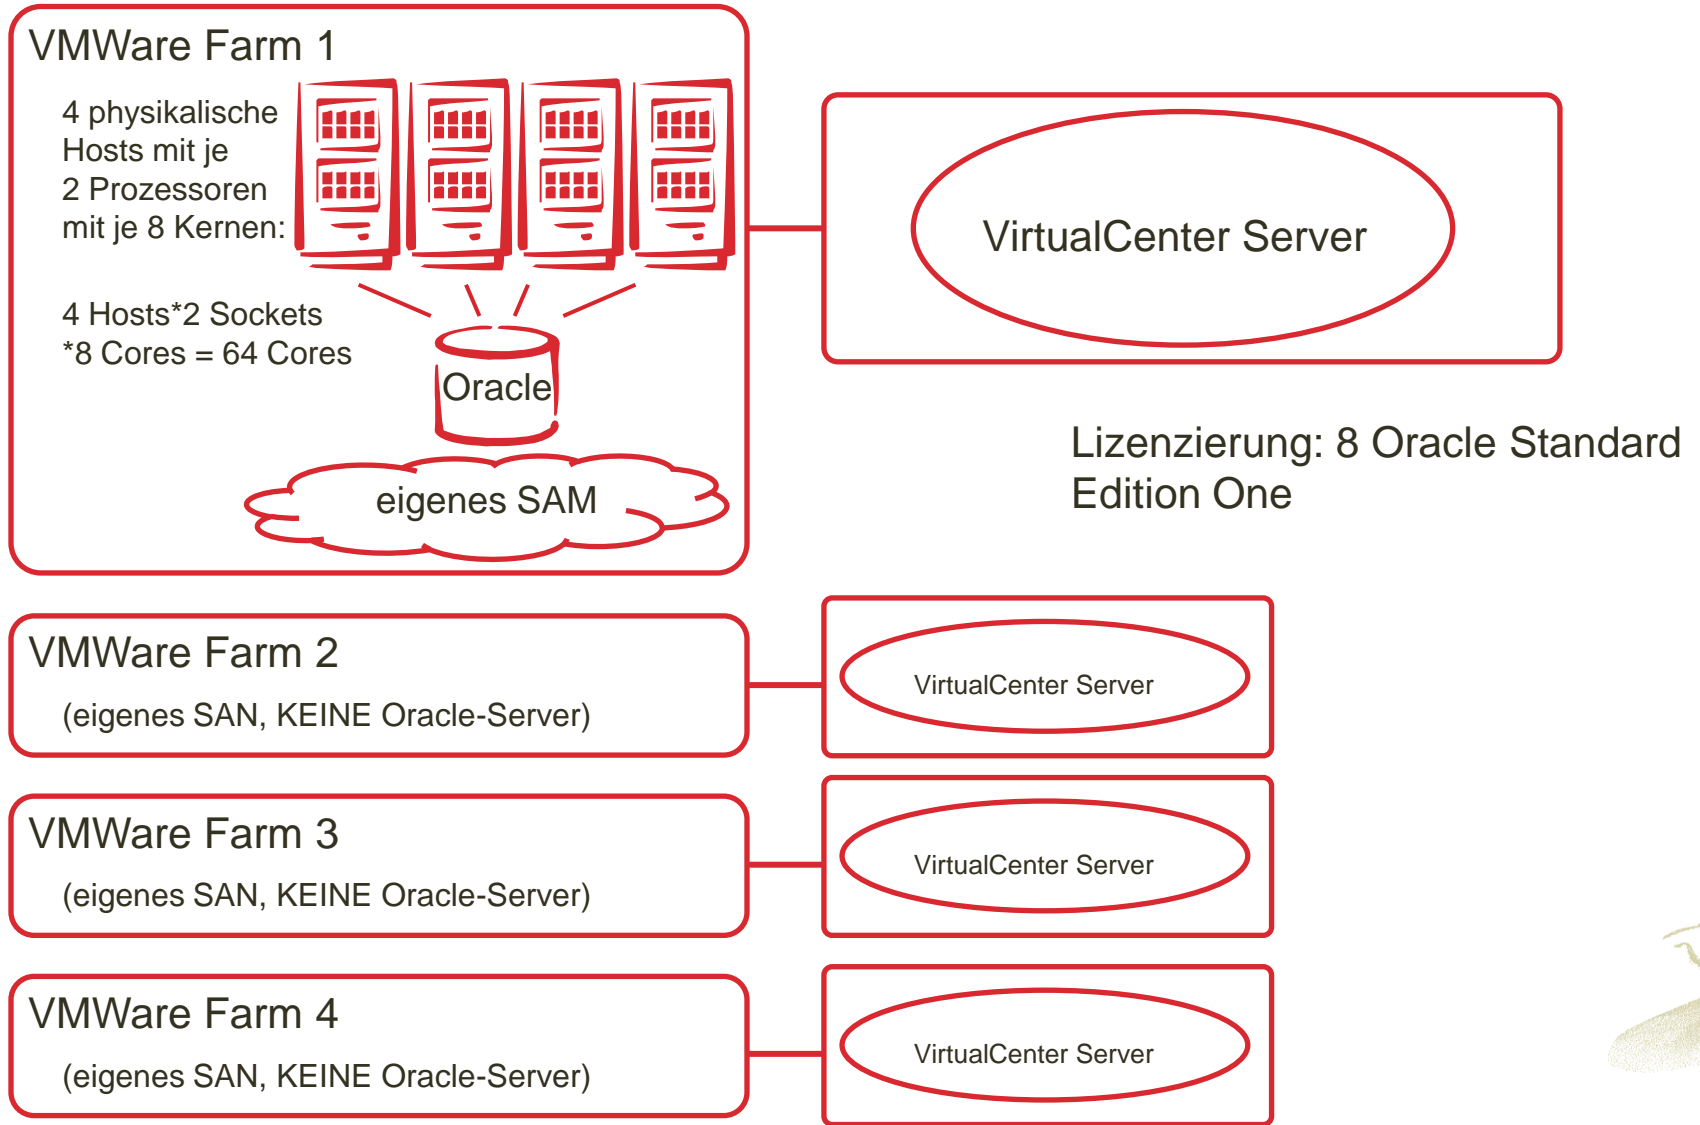 VMWare Farm 1
4 physikalische
Hosts mit je
2 Prozessoren
mit je 8 Kernen:
4 Hosts*2 Sockets
*8 Cores = 64 Cores
Oracle
eigenes SAM
VirtualCenter Server
Lizenzierung: 8 Oracle Standard
Edition One
VMWare Farm 2
(eigenes SAN, KEINE Oracle-Server)
VirtualCenter Server
VMWare Farm 3
(eigenes SAN, KEINE Oracle-Server)
VirtualCenter Server
VMWare Farm 4
(eigenes SAN, KEINE Oracle-Server)
VirtualCenter Server